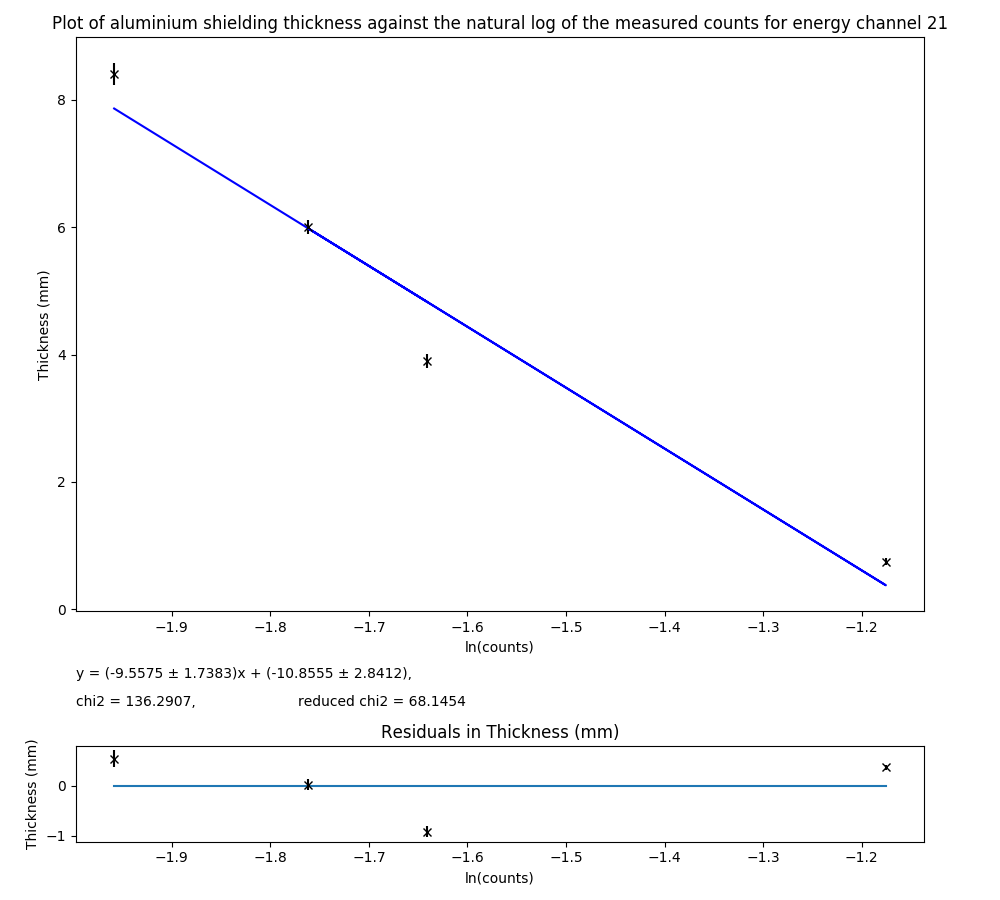 Plot of aluminium shielding thickness against the natural log of the measured counts for energy channel 21
8
6
4
2
0
Thickness (mm)
−1.9 −1.8 −1.7 −1.6 −1.5 −1.4 −1.3 −1.2
ln(counts)
y = (-9.5575 ± 1.7383)x + (-10.8555 ± 2.8412),
chi2 = 136.2907, reduced chi2 = 68.1454
Residuals in Thickness (mm)
0
−1
Thickness (mm)
−1.9 −1.8 −1.7 −1.6 −1.5 −1.4 −1.3 −1.2
ln(counts)